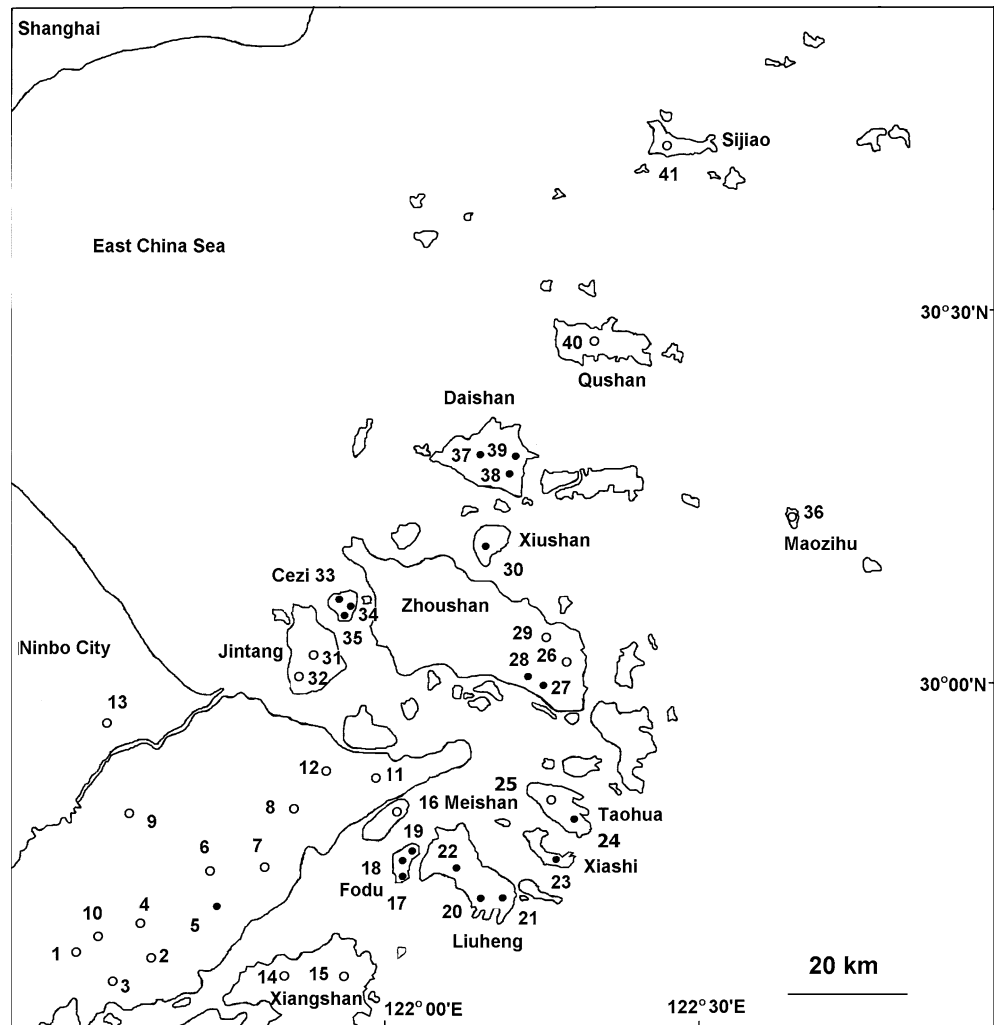 Shanghai
Sijiao
41
East China Sea
30°30'N
40
Qushan
Daishan
37 39
38
36
Maozihu
Xiushan
30
Cezi 33
Zhoushan
34
35
29
Jintang
31
26
Ninbo City
28
32
27
30°00'N
13
12
11
25
16 Meishan
8
Taohua
9
19
24
6
7
22
18
Xiashi
Fodu
23
17
10
4
20
21
5
Liuheng
1
2
20 km
14
15
3
Xiangshan
122°00'E
122°30'E